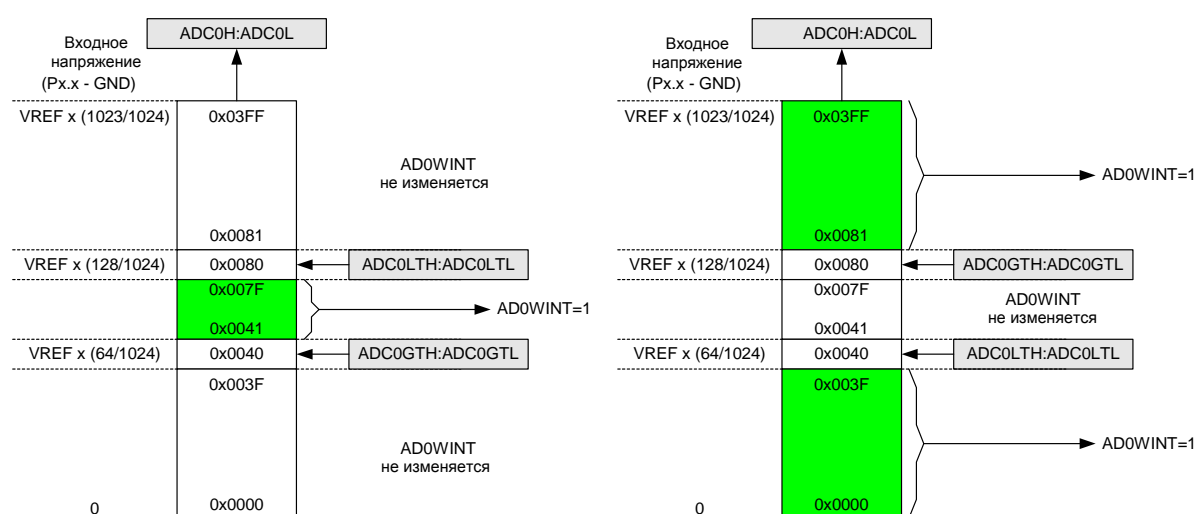 ADC0H:ADC0L
Входное
напряжение
(Px.x - GND)
VREF x (1023/1024)
0x03FF
AD0WINT
не изменяется
0x0081
VREF x (128/1024)
0x0080
ADC0LTH:ADC0LTL
0x007F
AD0WINT=1
0x0041
VREF x (64/1024)
0x0040
ADC0GTH:ADC0GTL
0x003F
AD0WINT
не изменяется
0
0x0000
ADC0H:ADC0L
Входное
напряжение
(Px.x - GND)
VREF x (1023/1024)
0x03FF
AD0WINT=1
0x0081
VREF x (128/1024)
0x0080
ADC0GTH:ADC0GTL
0x007F
AD0WINT
не изменяется
0x0041
VREF x (64/1024)
0x0040
ADC0LTH:ADC0LTL
0x003F
AD0WINT=1
0
0x0000